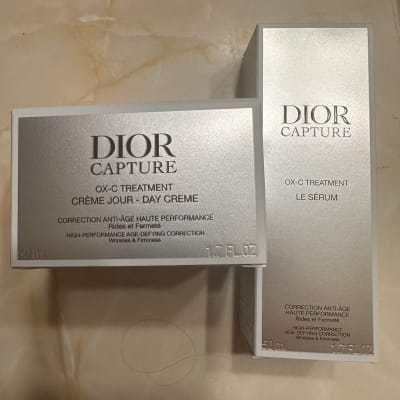 DIOR
CAPTURE
OX-C TREATMENT
CRÈME JOUR - DAY CREME
CORRECTION ANTI-ÂGE HAUTE PERFORMANCE
Rides et Fermeté
HIGH-PERFORMANCE AGE-DEFYING CORRECTION
Wrinkles & Firmness
1.7 FL.OZ
DIOR
CAPTURE
OX-C TREATMENT
LE SÉRUM
CORRECTION ANTI-ÂGE
HAUTE PERFORMANCE
Rides et Fermeté
HIGH-PERFORMANCE
AGE-DEFYING CORRECTION
Wrinkles & Firmness
50 ml 1.7 FL.OZ